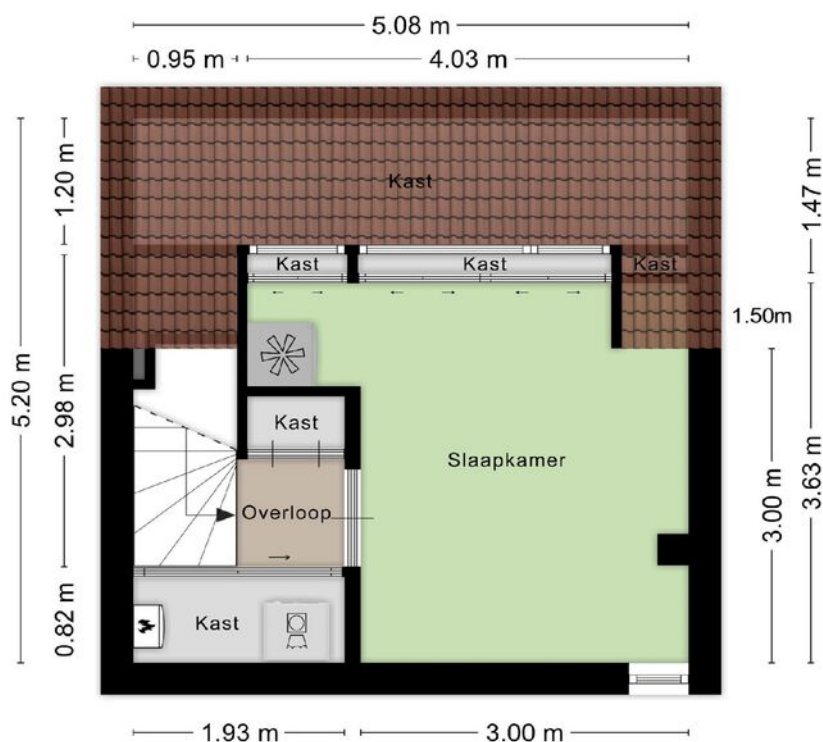 5.08 m
0.95 m
4.03 m
Kast
1.20 m
1.47 m
Kast
Kast
Kast
1.50m
5.20 m
2.98 m
Kast
Slaapkamer
Overloop
3.00 m
3.63 m
0.82 m
Kast
1.93 m
3.00 m